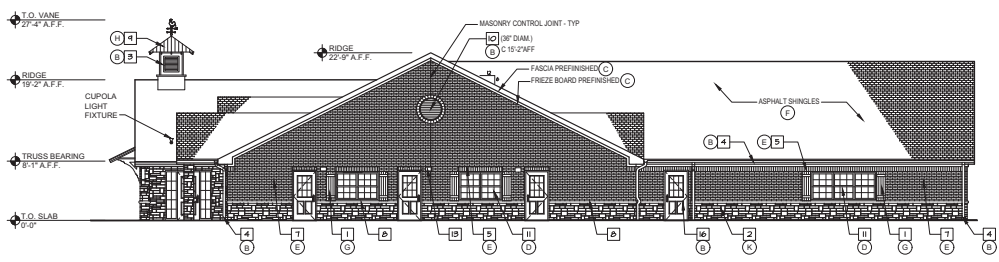 T.O. VANE
27'-4" A.F.F.
H 9
B 3
RIDGE
22'-9" A.F.F.
MASONRY CONTROL JOINT - TYP
10 (36" DIAM.)
B C 15'-2"AFF
12
6
FASCIA PREFINISHED C
FRIEZE BOARD PREFINISHED C
RIDGE
19'-2" A.F.F.
CUPOLA
LIGHT
FIXTURE
ASPHALT SHINGLES
F
TRUSS BEARING
8'-1" A.F.F.
B 4
E 5
T.O. SLAB
0'-0"
4 7 1 8 13 5 11 8 16 2 11 1 7 4
B E G E D B K D G E B